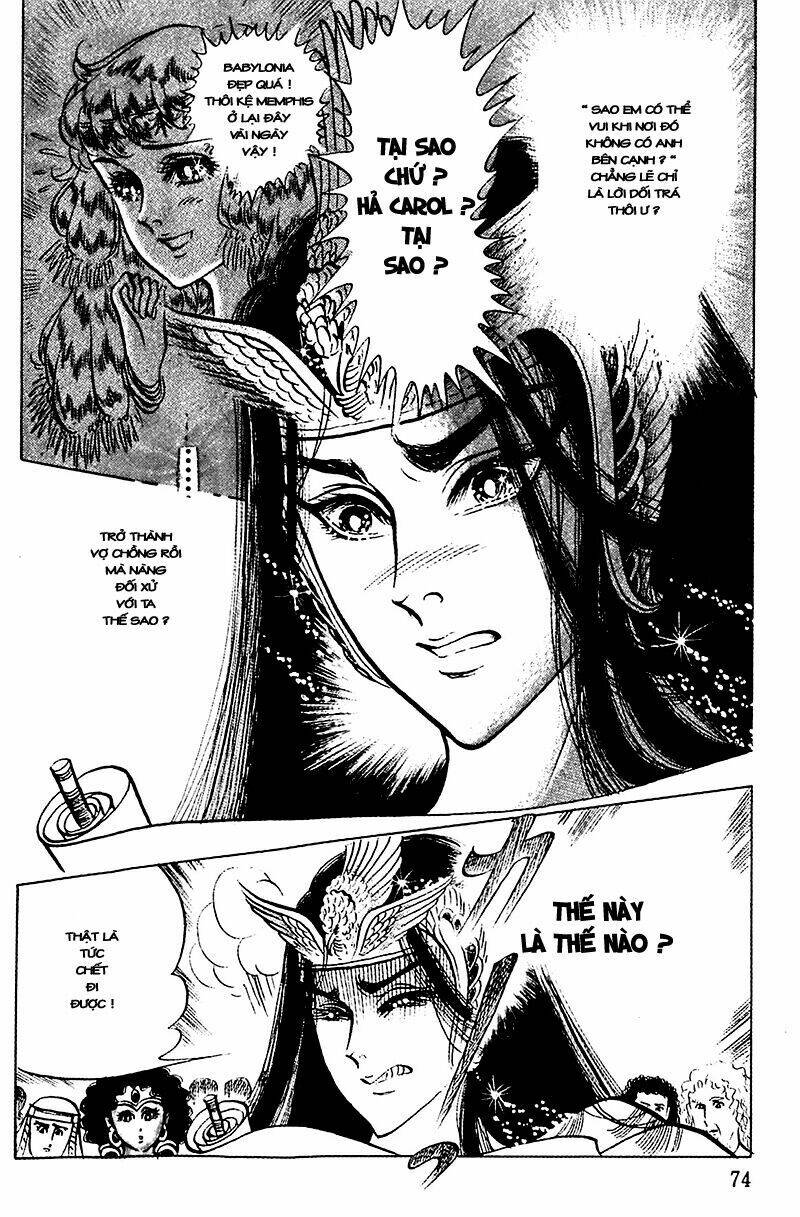 BABYLONIA
ĐẸP QUÁ !
THÔI KỆ MEMPHIS
Ở LẠI ĐÂY
VÀI NGÀY
VẬY !
TẠI SAO
CHỨ ?
HẢ CAROL ?
TẠI
SAO ?
“ SAO EM CÓ THỂ
VUI KHI NƠI ĐÓ
KHÔNG CÓ ANH
BÊN CẠNH ? “
CHẲNG LẼ CHỈ
LÀ LỜI DỐI TRÁ
THÔI Ư ?
TRỞ THÀNH
VỢ CHỒNG RỒI
MÀ NÀNG
ĐỐI XỬ
VỚI TA
THẾ SAO ?
THẾ NÀY
LÀ THẾ NÀO ?
THẬT LÀ
TỨC
CHẾT
ĐI
ĐƯỢC !
74